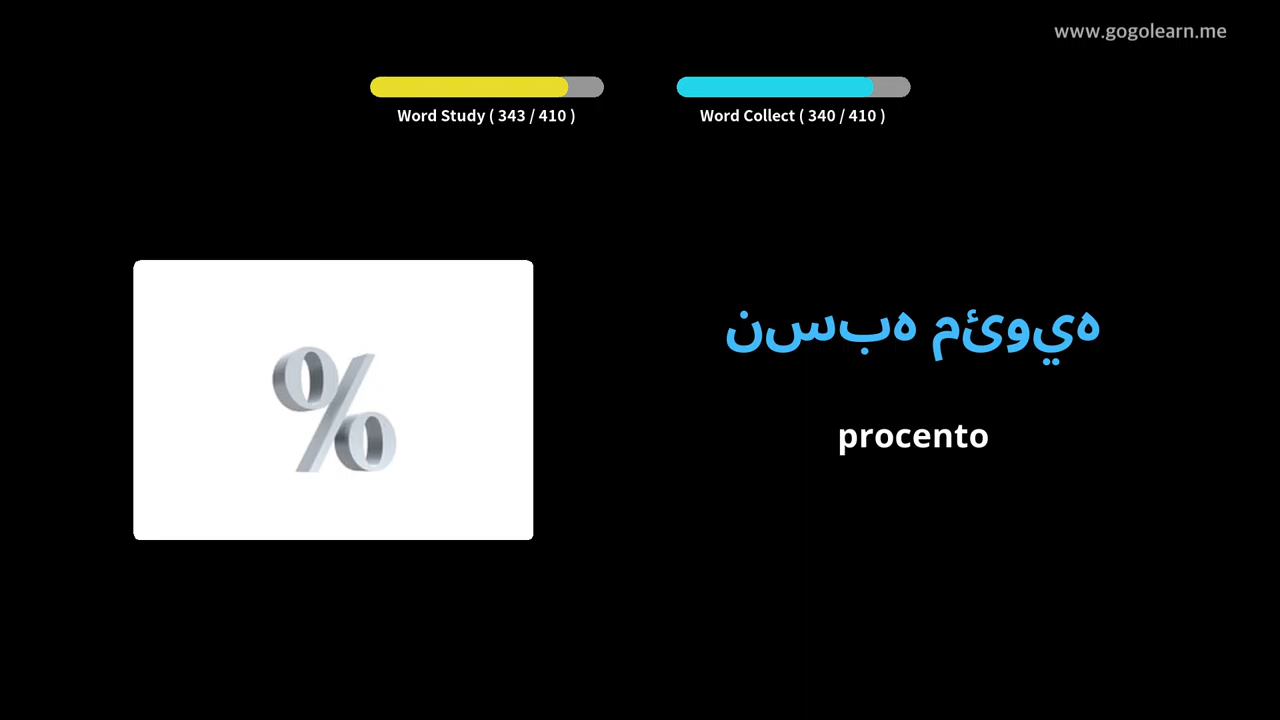 www.gogolearn.me
Word Study ( 343 / 410 )
Word Collect ( 340 / 410 )
نسبه مئويه
procento